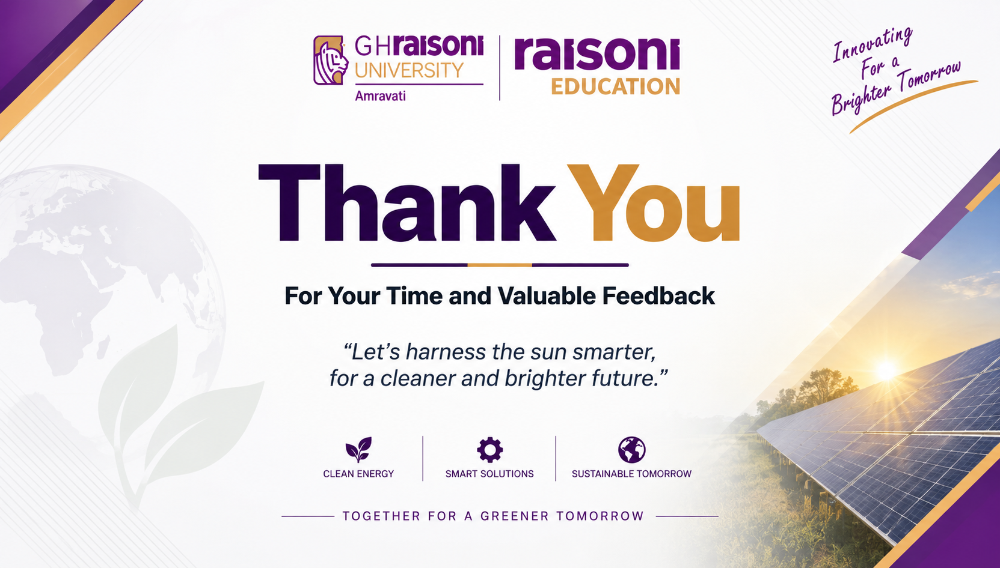 GHraisoni
UNIVERSITY
Amravati
raisoni
EDUCATION
Innovating
For a
Brighter Tomorrow
Thank You
For Your Time and Valuable Feedback
“Let’s harness the sun smarter,
for a cleaner and brighter future.”
CLEAN ENERGY
SMART SOLUTIONS
SUSTAINABLE TOMORROW
TOGETHER FOR A GREENER TOMORROW